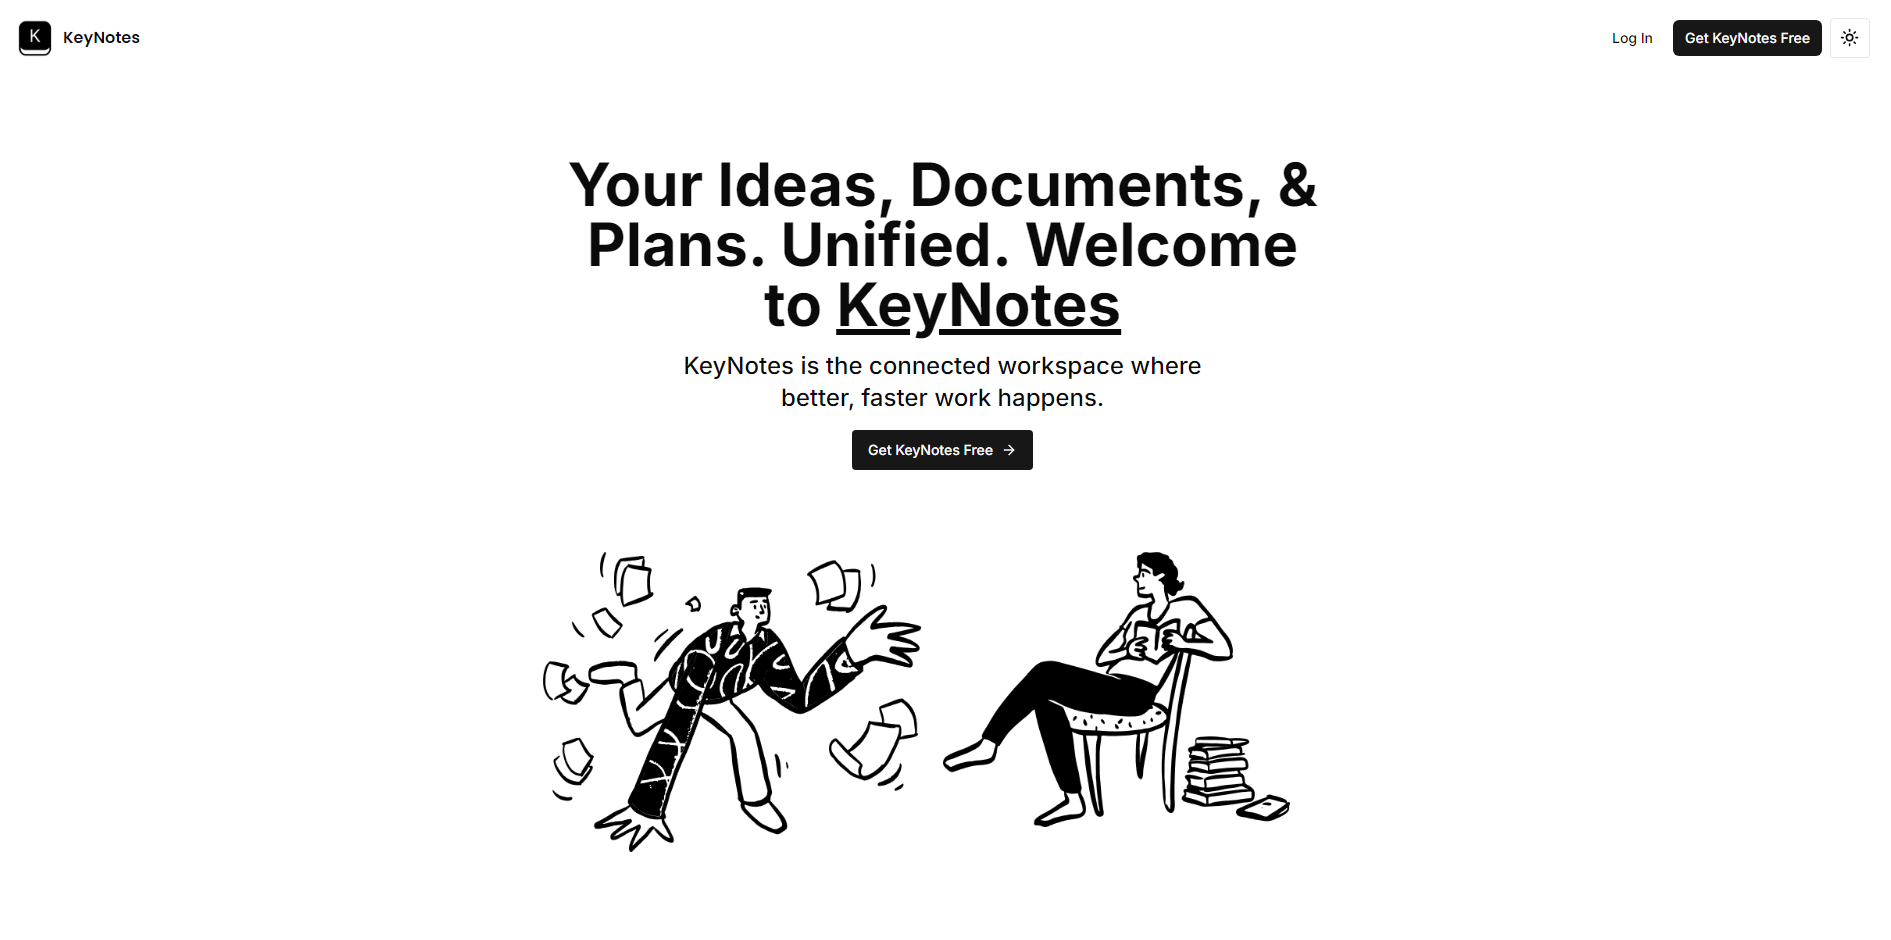 K
KeyNotes
Log In
Get KeyNotes Free
Your Ideas, Documents, &
Plans. Unified. Welcome
to KeyNotes
KeyNotes is the connected workspace where
better, faster work happens.
Get KeyNotes Free